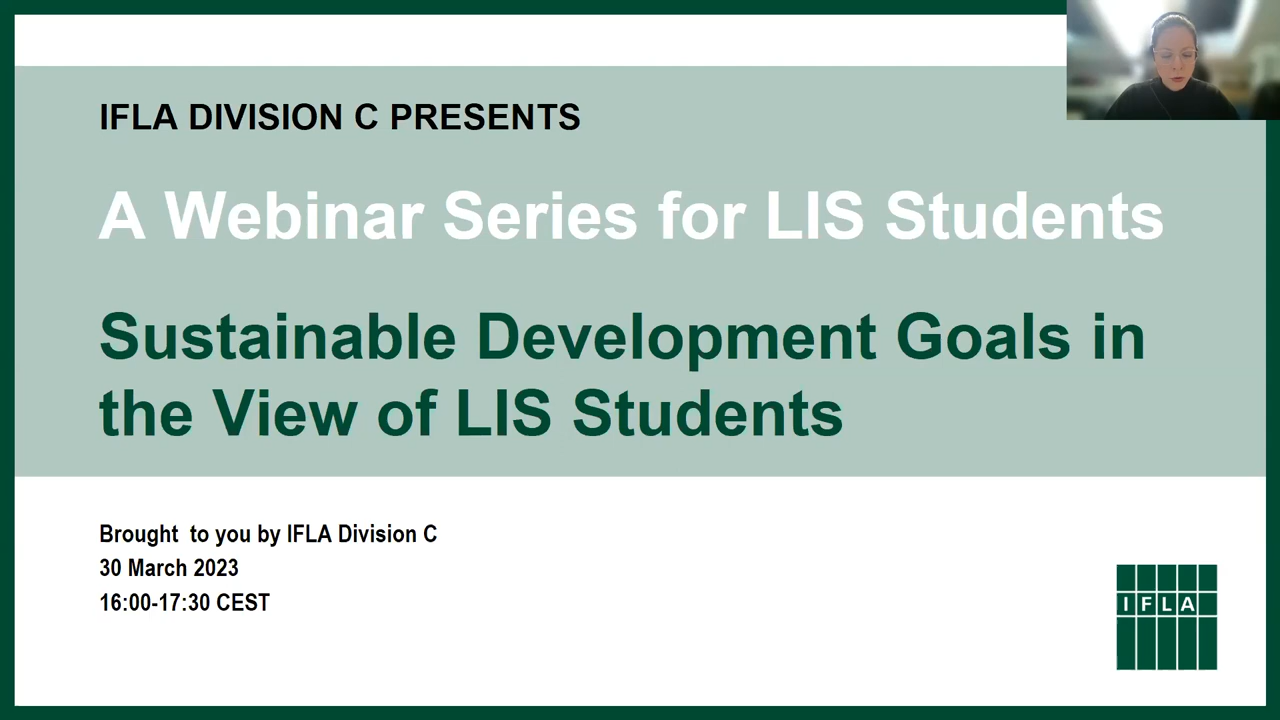 IFLA DIVISION C PRESENTS
A Webinar Series for LIS Students
Sustainable Development Goals in
the View of LIS Students
Brought to you by IFLA Division C
30 March 2023
16:00-17:30 CEST
IFLA